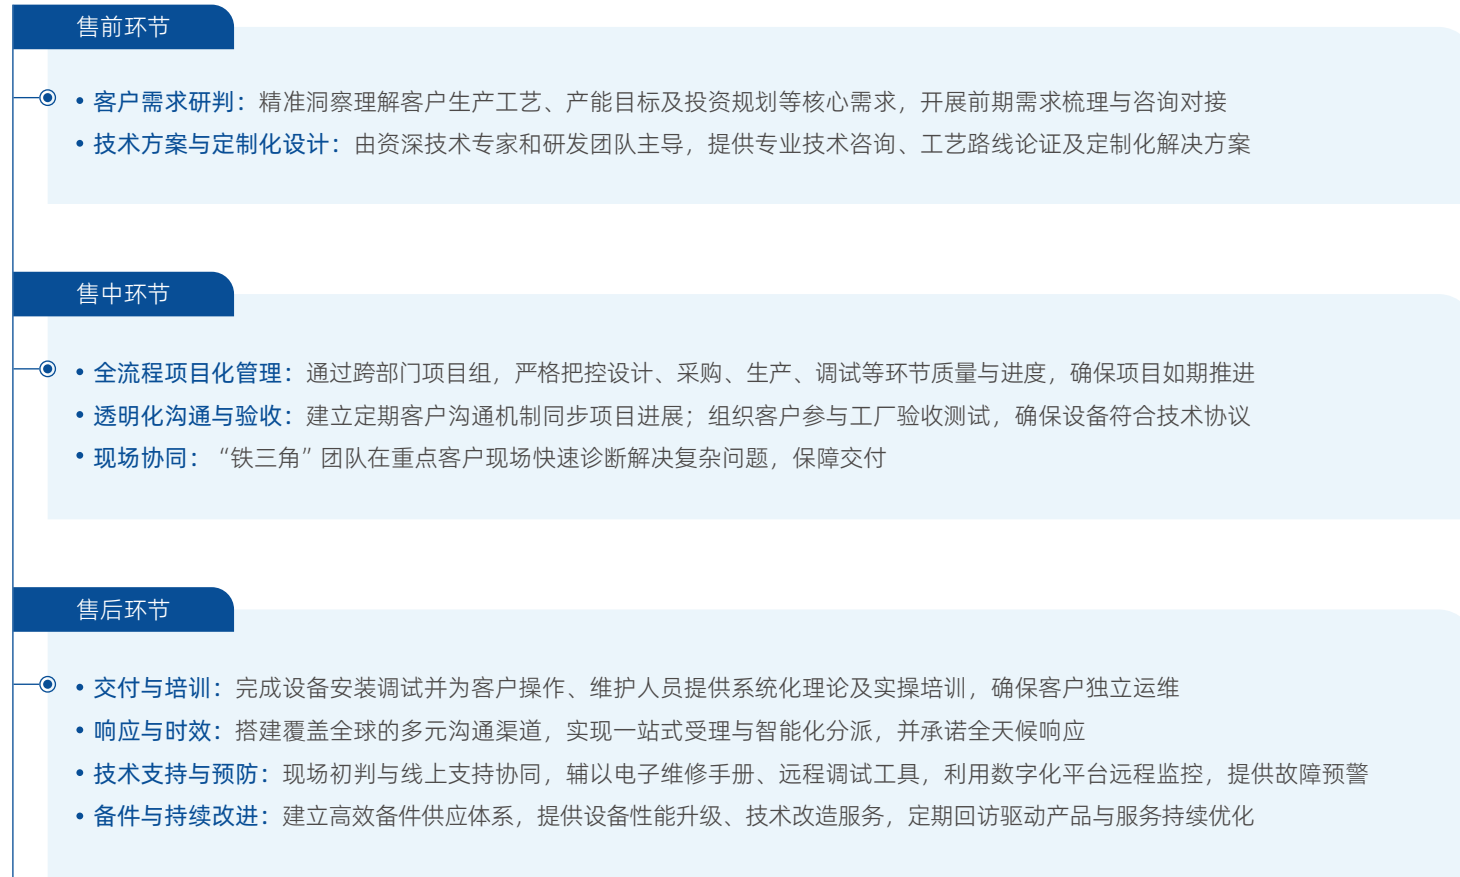 售前环节
• 客户需求研判：精准洞察理解客户生产工艺、产能目标及投资规划等核心需求，开展前期需求梳理与咨询对接
• 技术方案与定制化设计：由资深技术专家和研发团队主导，提供专业技术咨询、工艺路线论证及定制化解决方案
售中环节
• 全流程项目化管理：通过跨部门项目组，严格把控设计、采购、生产、调试等环节质量与进度，确保项目如期推进
• 透明化沟通与验收：建立定期客户沟通机制同步项目进展；组织客户参与工厂验收测试，确保设备符合技术协议
• 现场协同：“铁三角”团队在重点客户现场快速诊断解决复杂问题，保障交付
售后环节
• 交付与培训：完成设备安装调试并为客户操作、维护人员提供系统化理论及实操培训，确保客户独立运维
• 响应与时效：搭建覆盖全球的多元沟通渠道，实现一站式受理与智能化分派，并承诺全天候响应
• 技术支持与预防：现场初判与线上支持协同，辅以电子维修手册、远程调试工具，利用数字化平台远程监控，提供故障预警
• 备件与持续改进：建立高效备件供应体系，提供设备性能升级、技术改造服务，定期回访驱动产品与服务持续优化